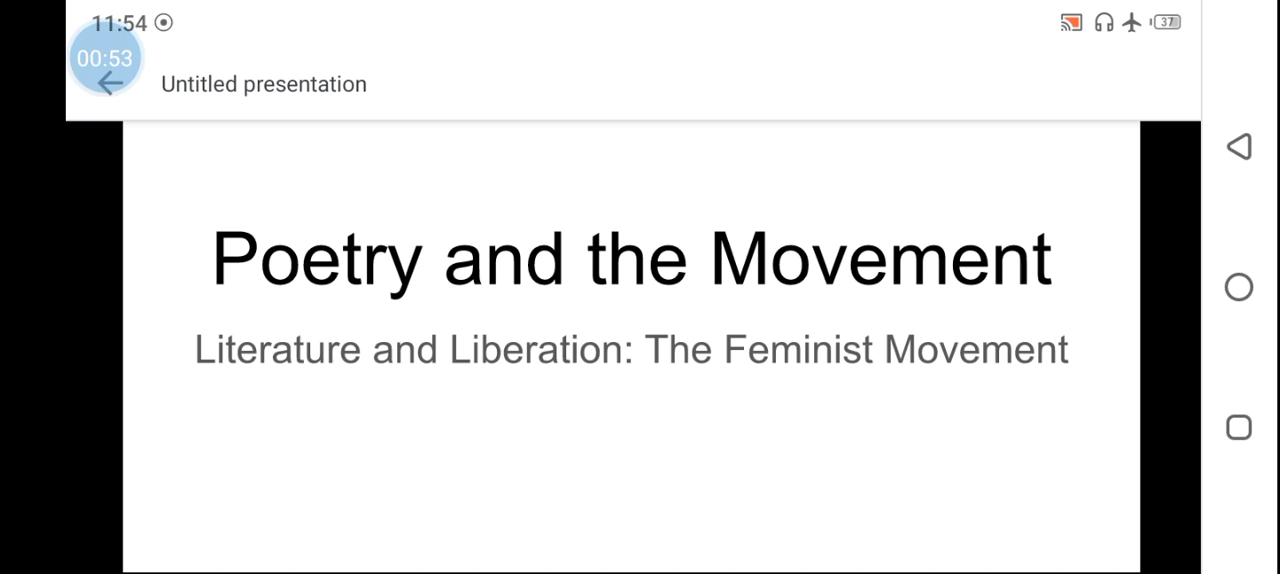 11:54
37
00:53
Untitled presentation
Poetry and the Movement
Literature and Liberation: The Feminist Movement